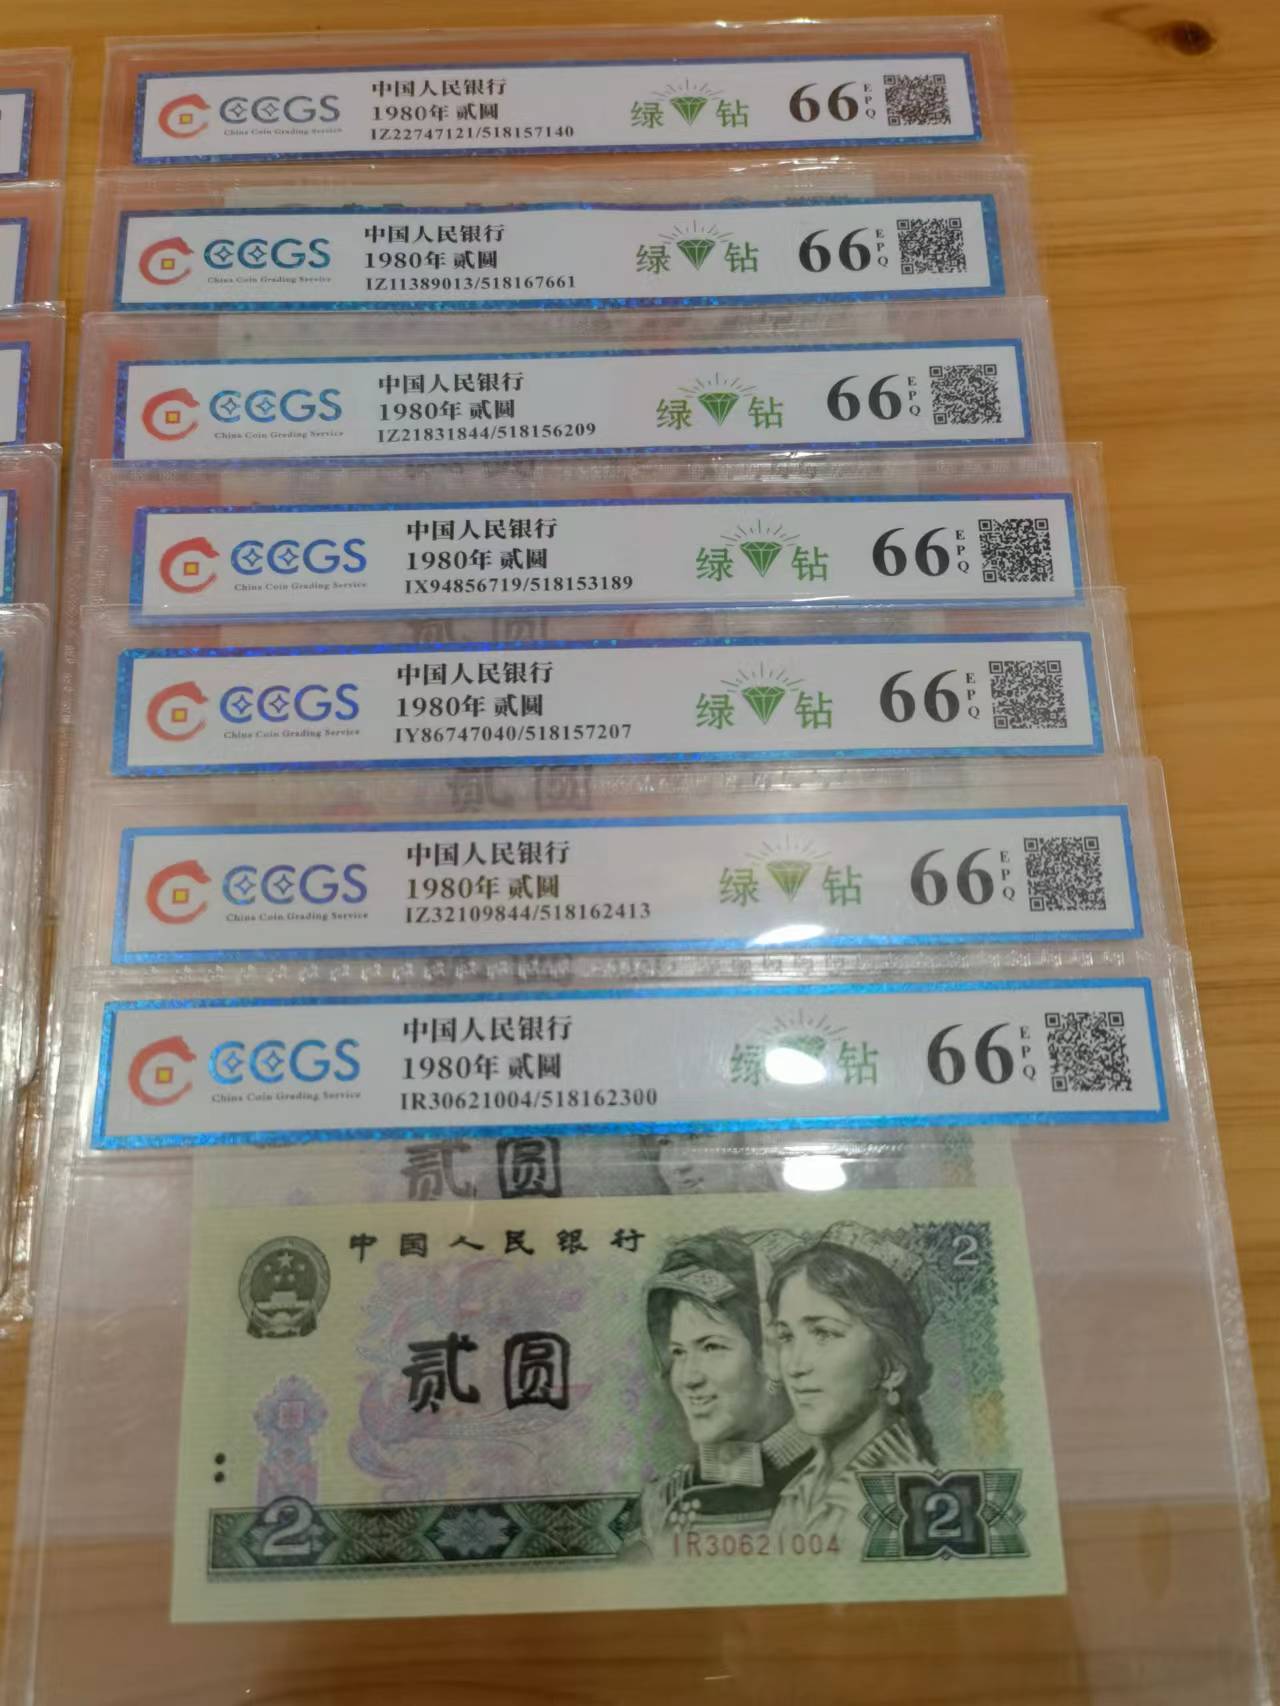 CCGS
China Coin Grading Service
中国人民银行
1980年 贰圆
IZ22747121/518157140
绿 钻
66
EPQ
CCGS
China Coin Grading Service
中国人民银行
1980年 贰圆
IZ11389013/518167661
绿 钻
66
EPQ
CCGS
China Coin Grading Service
中国人民银行
1980年 贰圆
IZ21831844/518156209
绿 钻
66
EPQ
CCGS
China Coin Grading Service
中国人民银行
1980年 贰圆
IX94856719/518153189
绿 钻
66
EPQ
贰圆
CCGS
China Coin Grading Service
中国人民银行
1980年 贰圆
IY86747040/518157207
绿 钻
66
EPQ
贰圆
CCGS
China Coin Grading Service
中国人民银行
1980年 贰圆
IZ32109844/518162413
绿 钻
66
EPQ
CCGS
China Coin Grading Service
中国人民银行
1980年 贰圆
IR30621004/518162300
绿 钻
66
EPQ
贰圆
中国人民银行
2
贰圆
2
IR30621004
2